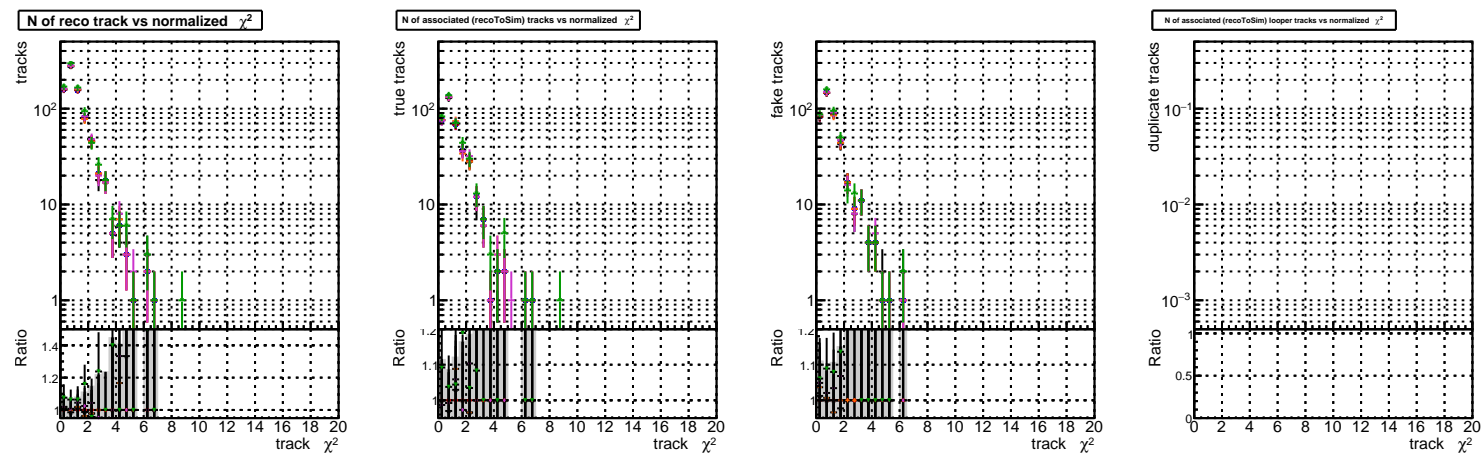 N of reco track vs normalized χ²
tracks
10²
10
1
Ratio
1.4
1.2
1
0 2 4 6 8 10 12 14 16 18 20
track χ²
N of associated (recoToSim) tracks vs normalized χ²
true tracks
10²
10
1
Ratio
1.2
1.1
1
0 2 4 6 8 10 12 14 16 18 20
track χ²
fake tracks
10²
10
1
Ratio
1.2
1.1
1
0 2 4 6 8 10 12 14 16 18 20
track χ²
N of associated (recoToSim) looper tracks vs normalized χ²
duplicate tracks
10⁻¹
10⁻²
10⁻³
Ratio
1
0.5
0
0 2 4 6 8 10 12 14 16 18 20
track χ²